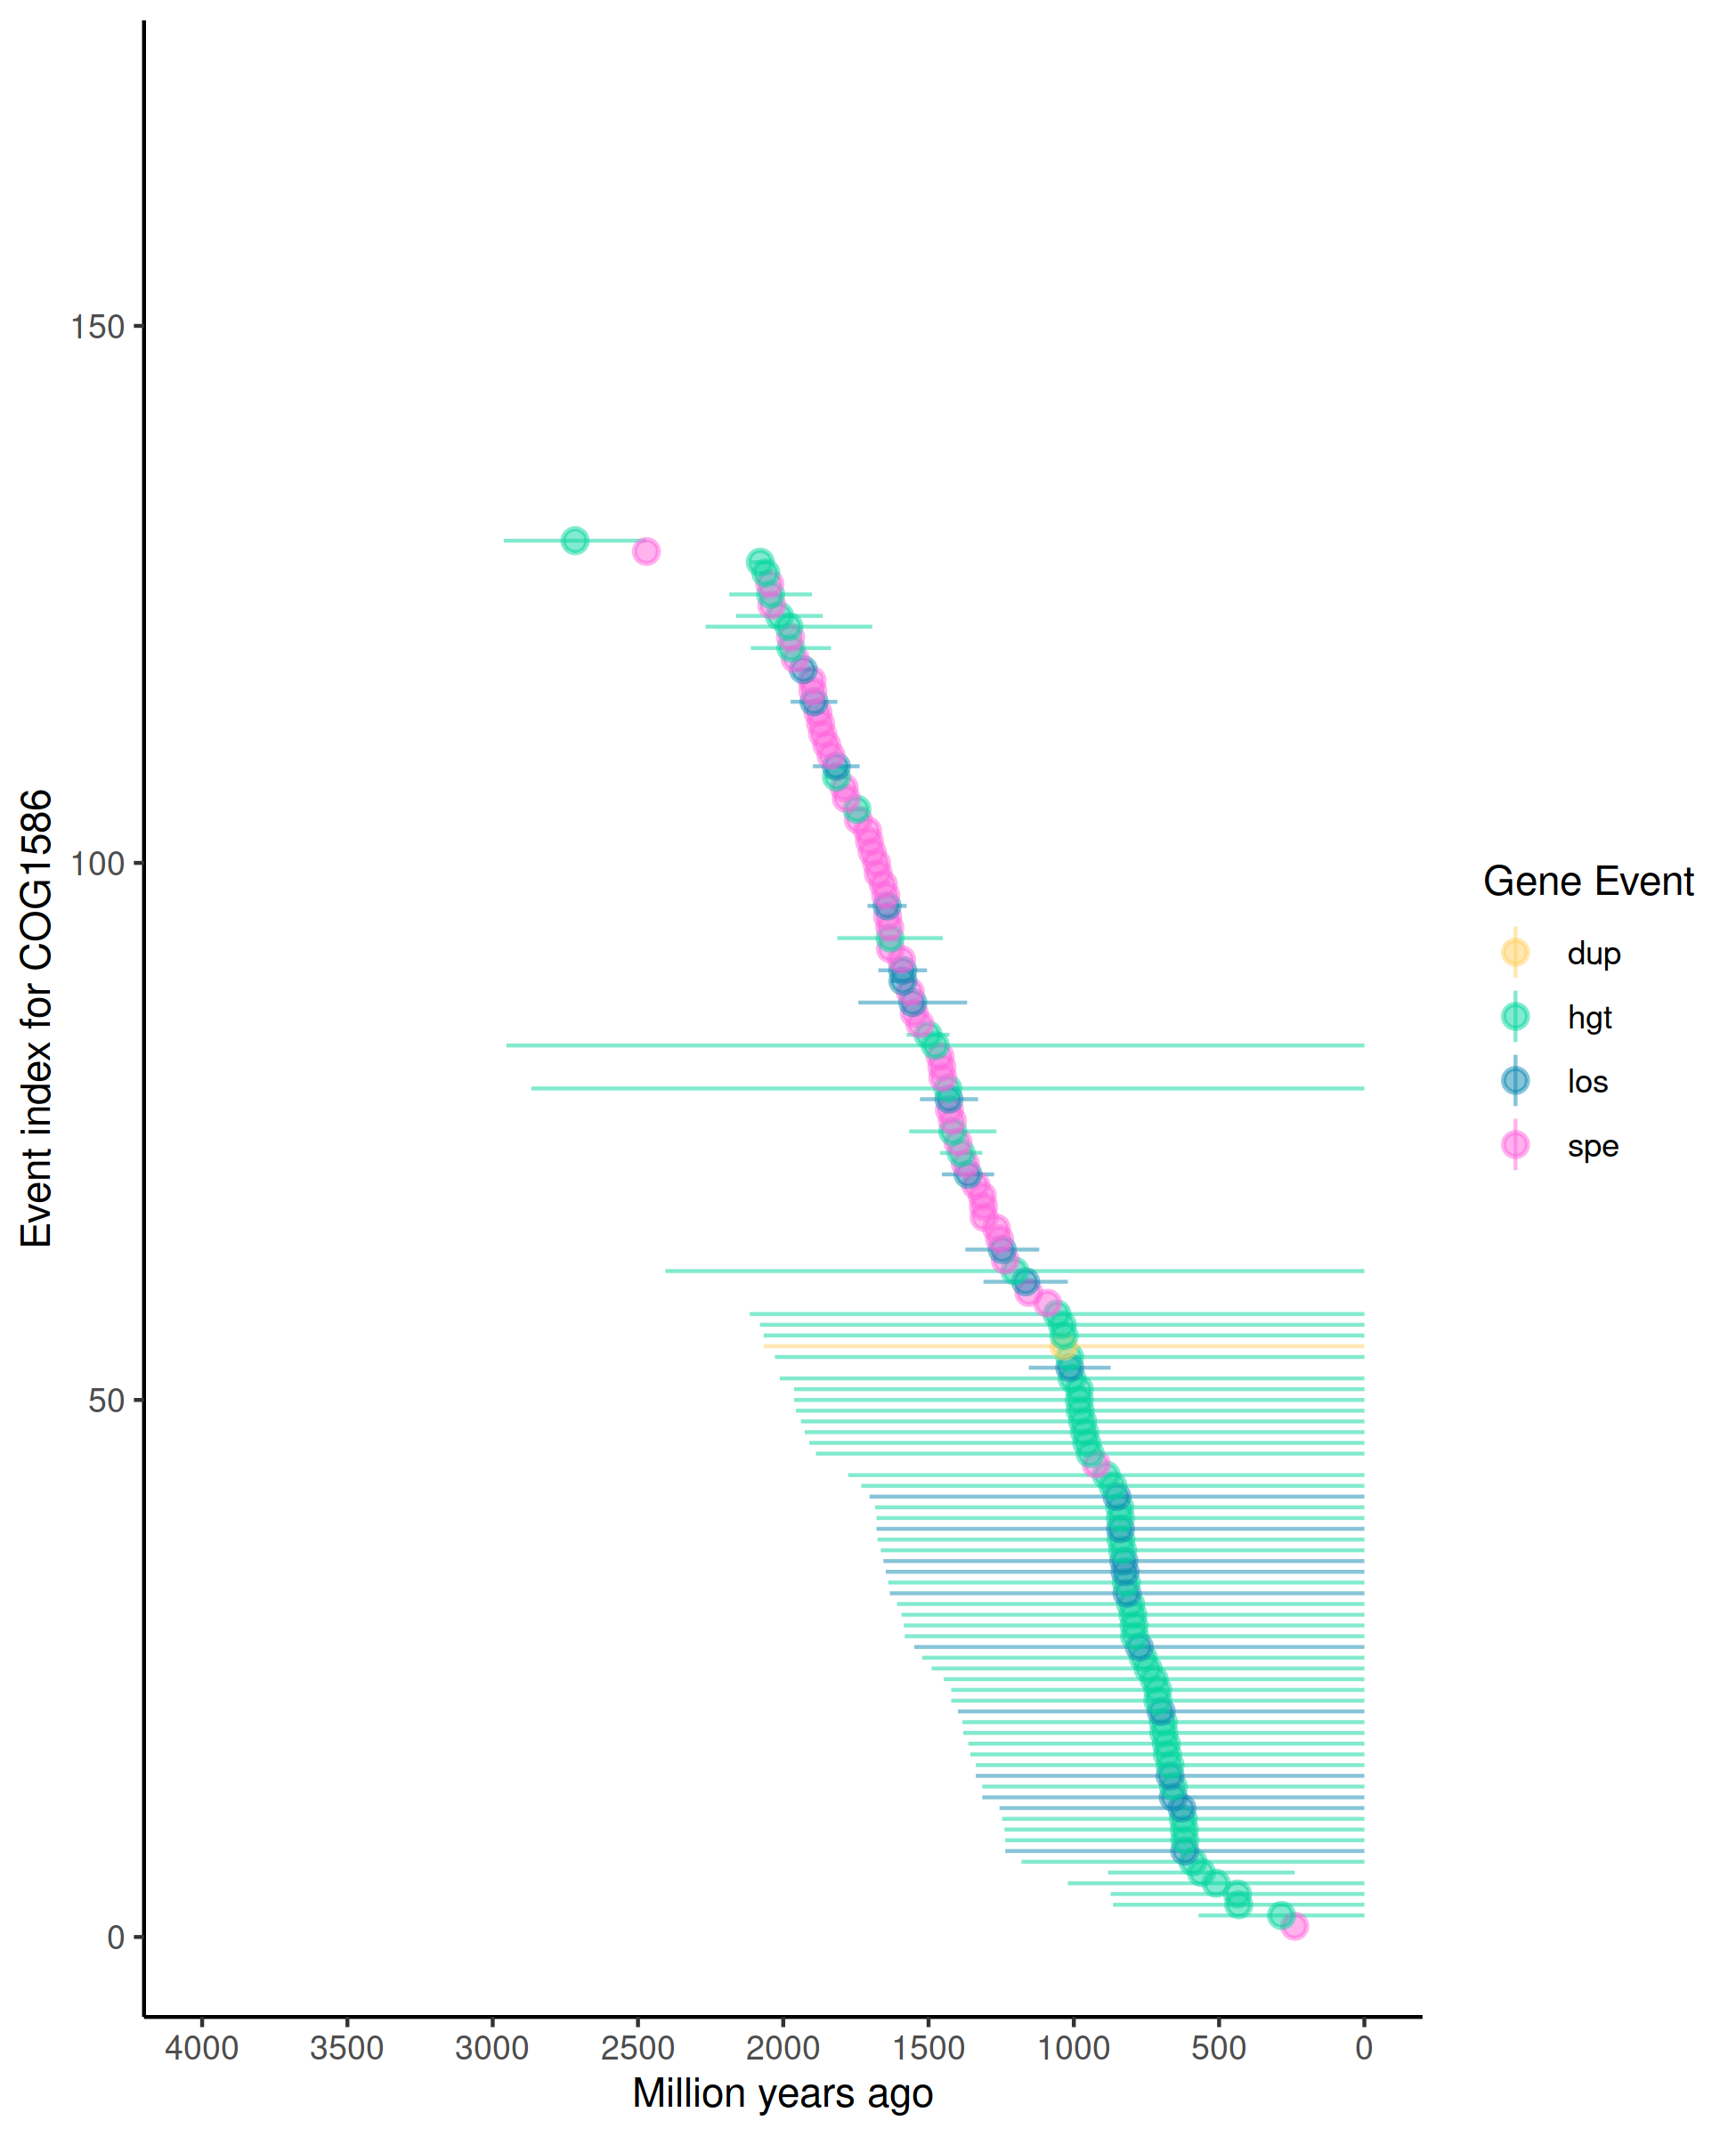 Event index for COG1586
150
100
50
0
4000 3500 3000 2500 2000 1500 1000 500 0
Million years ago
Gene Event
dup
hgt
los
spe